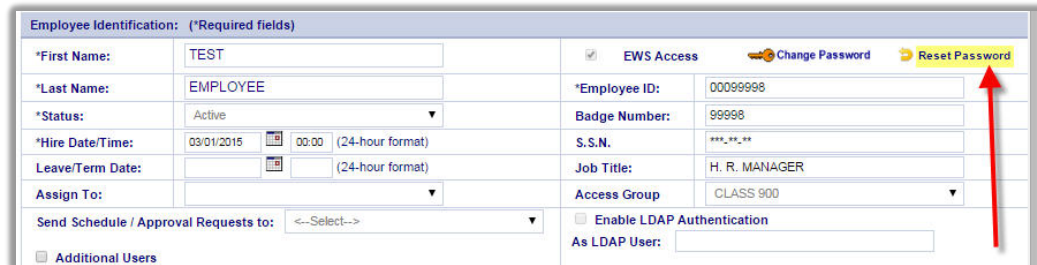 Employee Identification: (*Required fields)
*First Name: TEST EWS Access Change Password Reset Password
*Last Name: EMPLOYEE *Employee ID: 00099998
*Status: Active Badge Number: 99998
*Hire Date/Time: 03/01/2015 00:00 (24-hour format) S.S.N. ***-**-**
Leave/Term Date: (24-hour format) Job Title: H. R. MANAGER
Assign To: Access Group CLASS 900
Send Schedule / Approval Requests to: <--Select--> Enable LDAP Authentication
As LDAP User:
Additional Users